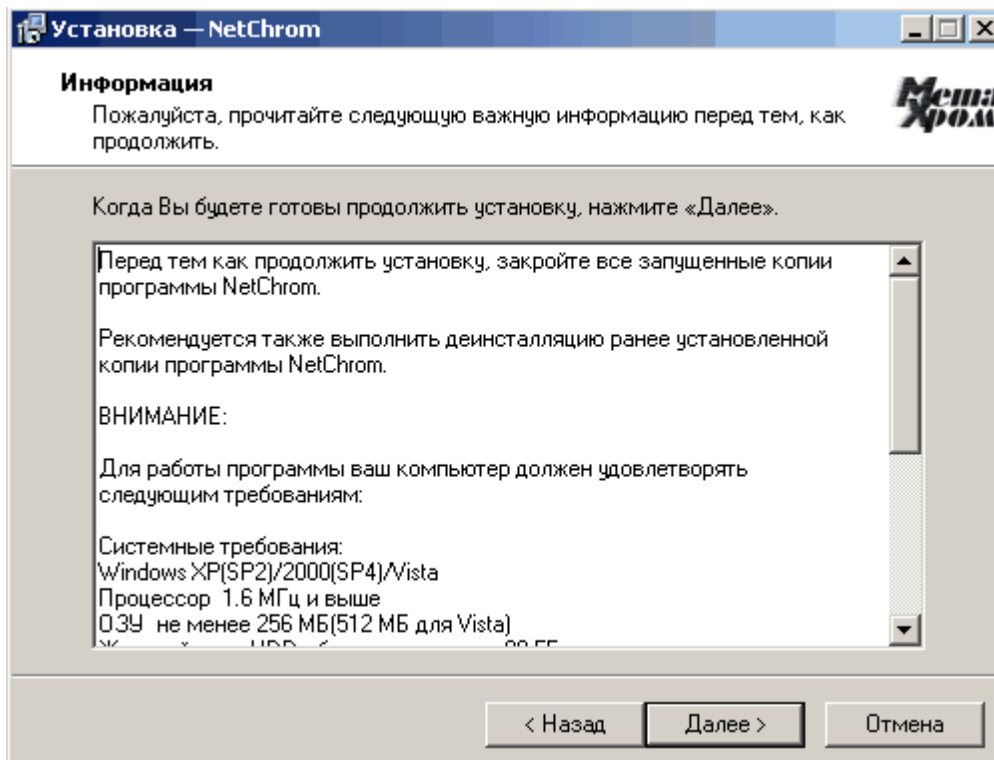 Установка — NetChrom
Информация
Пожалуйста, прочитайте следующую важную информацию перед тем, как
продолжить.
Мета
Хром
Когда Вы будете готовы продолжить установку, нажмите «Далее».
Перед тем как продолжить установку, закройте все запущенные копии
программы NetChrom.
Рекомендуется также выполнить деинсталляцию ранее установленной
копии программы NetChrom.
ВНИМАНИЕ:
Для работы программы ваш компьютер должен удовлетворять
следующим требованиям:
Системные требования:
Windows XP(SP2)/2000(SP4)/Vista
Процессор 1.6 МГц и выше
ОЗУ не менее 256 МБ(512 МБ для Vista)
< Назад
Далее >
Отмена